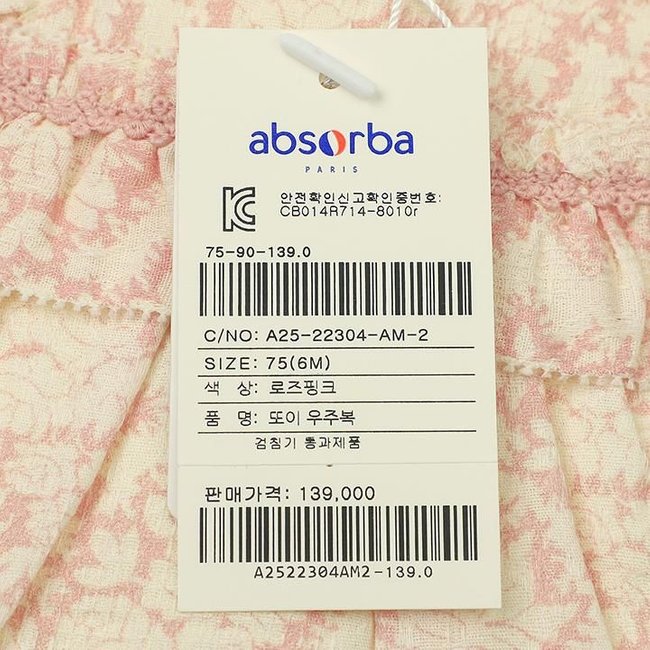 absorba
PARIS
안전확인신고확인증번호:
CB014R714-8010r
75-90-139.0
C/NO: A25-22304-AM-2
SIZE: 75(6M)
색 상: 로즈핑크
품 명: 또이 우주복
검침기 통과제품
판매가격: 139,000
A2522304AM2-139.0